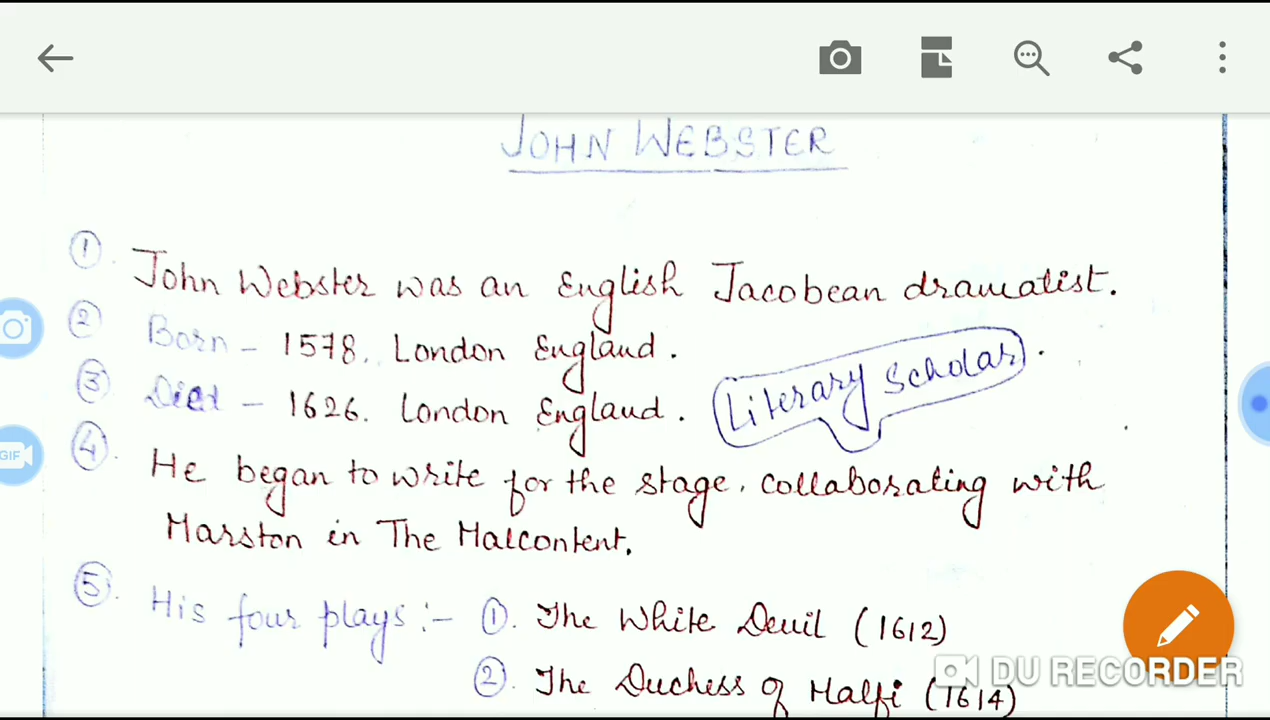 JOHN WEBSTER
① John Webster was an English Jacobean dramatist.
② Born - 1578. London England.
③ Died - 1626. London England.
Literary Scholar.
④ He began to write for the stage, collaborating with
Marston in The Malcontent.
⑤ His four plays :- ①. The White Devil (1612)
②. The Duchess of Malfi (1614)
GIF
DU RECORDER